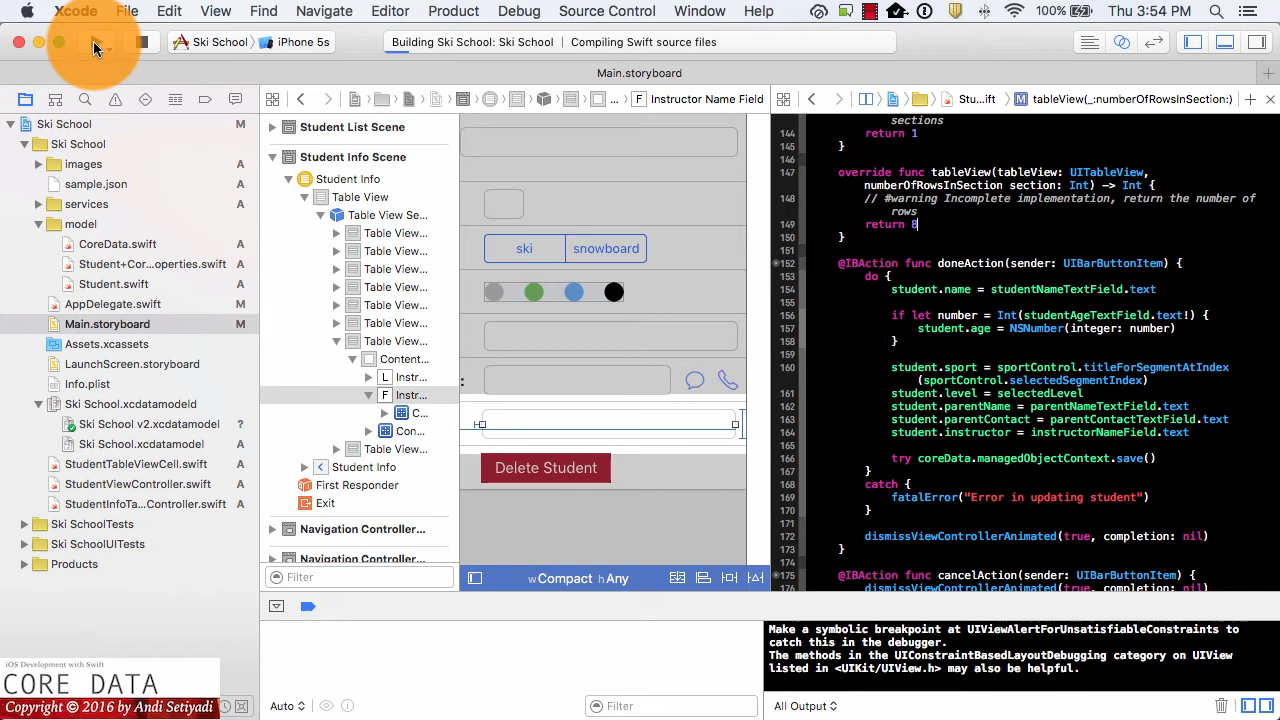 Xcode File Edit View Find Navigate Editor Product Debug Source Control Window Help 100% Thu 3:54 PM
Ski School iPhone 5s Building Ski School: Ski School Compiling Swift source files
Main.storyboard
... F Instructor Name Field Stu...ift M tableView(_:numberOfRowsInSection:)
Ski School M
Ski School
images A
sample.json A
services A
model
CoreData.swift A
Student+Cor...operties.swift A
Student.swift A
AppDelegate.swift A
Main.storyboard M
Assets.xcassets A
LaunchScreen.storyboard A
Info.plist A
Ski School.xcdatamodeld A
Ski School v2.xcdatamodel ?
Ski School.xcdatamodel A
StudentTableViewCell.swift A
StudentViewController.swift A
StudentInfoTa...Controller.swift A
Ski SchoolTests
Ski SchoolUITests
Products
Student List Scene
Student Info Scene
Student Info
Table View
Table View Se...
Table View...
Table View...
Table View...
Table View...
Table View...
Table View...
Table View...
Content...
L Instr...
F Instr...
C...
Con...
Table View...
Student Info
First Responder
Exit
Navigation Controller...
Navigation Controller...
Filter
ski snowboard
:
Delete Student
wCompact hAny
sections
144 return 1
145 }
146
147 override func tableView(tableView: UITableView,
numberOfRowsInSection section: Int) -> Int {
148 // #warning Incomplete implementation, return the number of
rows
149 return 8
150 }
151
152 @IBAction func doneAction(sender: UIBarButtonItem) {
153 do {
154 student.name = studentNameTextField.text
155
156 if let number = Int(studentAgeTextField.text!) {
157 student.age = NSNumber(integer: number)
158 }
159
160 student.sport = sportControl.titleForSegmentAtIndex
(sportControl.selectedSegmentIndex)
161 student.level = selectedLevel
162 student.parentName = parentNameTextField.text
163 student.parentContact = parentContactTextField.text
164 student.instructor = instructorNameField.text
165
166 try coreData.managedObjectContext.save()
167 }
168 catch {
169 fatalError("Error in updating student")
170 }
171
172 dismissViewControllerAnimated(true, completion: nil)
173 }
174
175 @IBAction func cancelAction(sender: UIBarButtonItem) {
176 dismissViewControllerAnimated(true, completion: nil)
Make a symbolic breakpoint at UIViewAlertForUnsatisfiableConstraints to
catch this in the debugger.
The methods in the UIConstraintBasedLayoutDebugging category on UIView
listed in <UIKit/UIView.h> may also be helpful.
Auto Filter All Output
iOS Development with Swift
CORE DATA
Copyright © 2016 by Andi Setiyadi